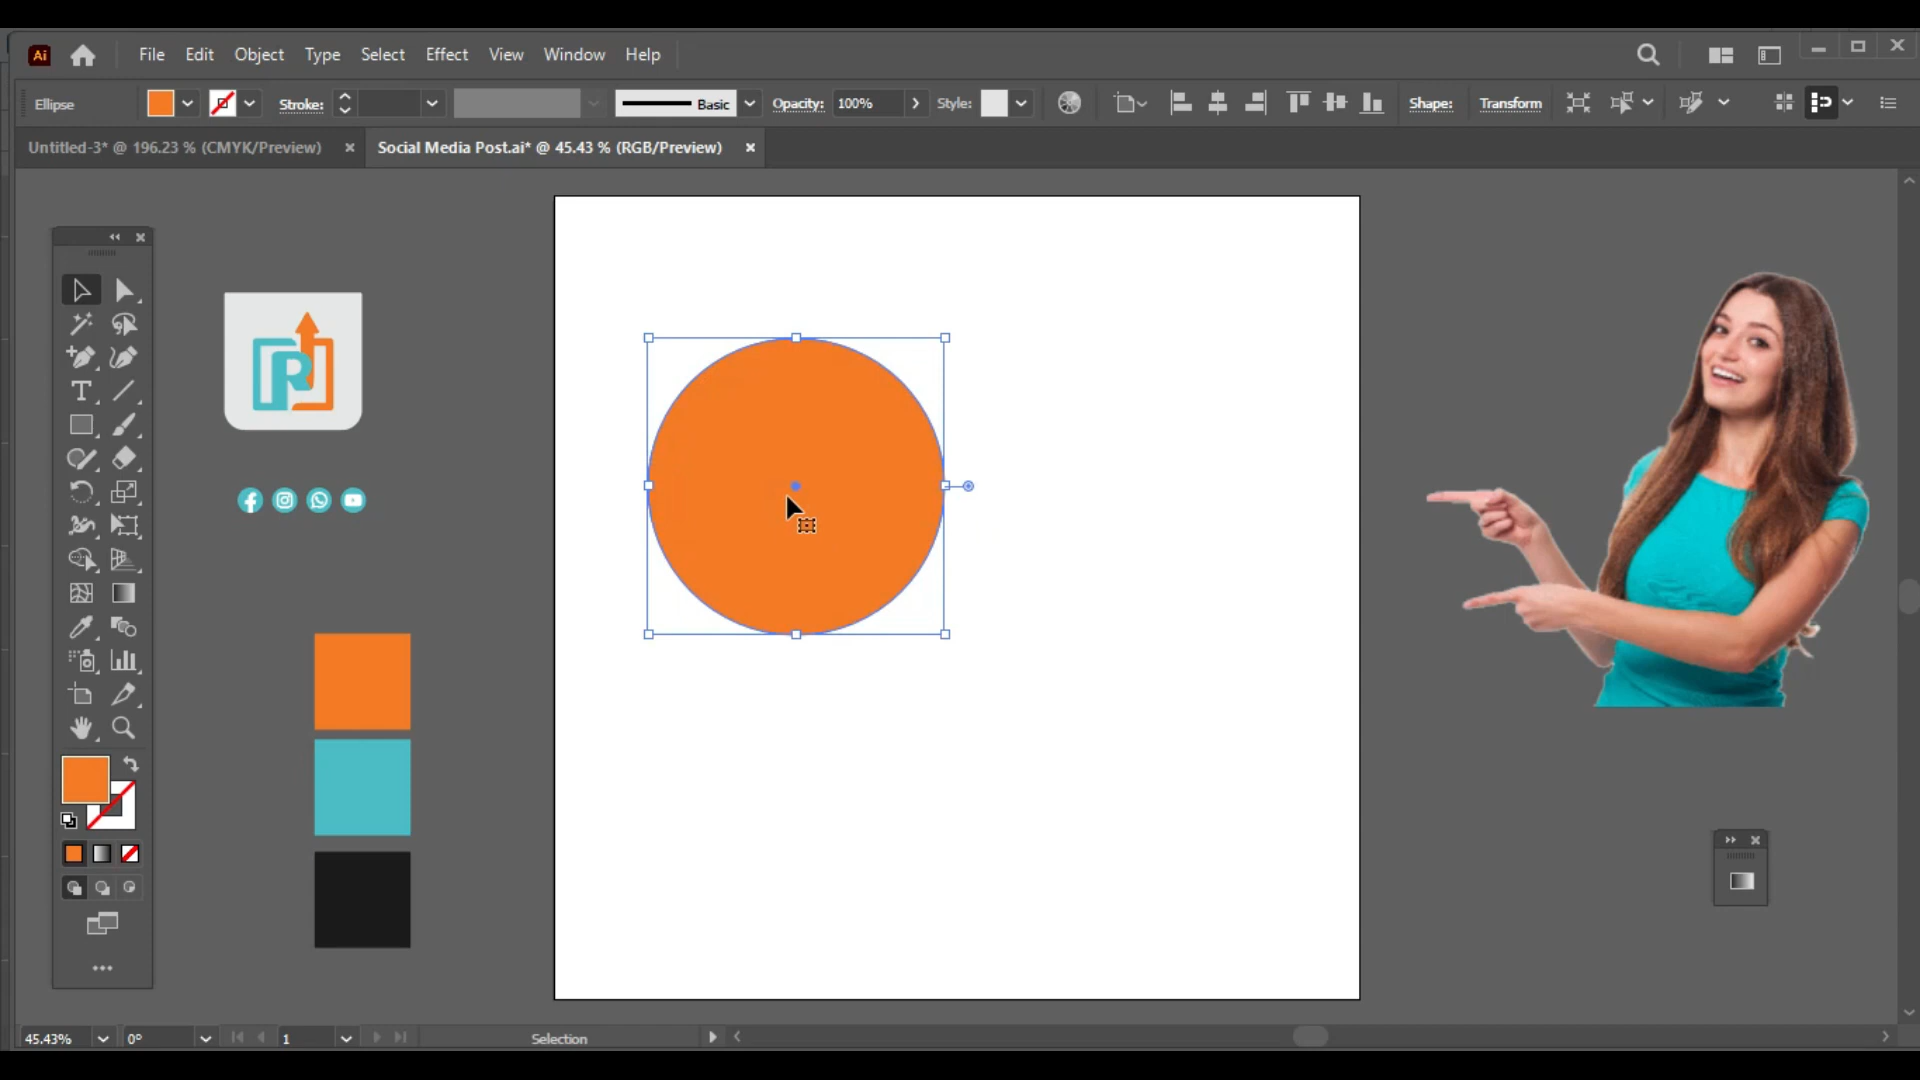 Ai File Edit Object Type Select Effect View Window Help
Ellipse Stroke: Basic Opacity: 100% Style: Shape: Transform
Untitled-3* @ 196.23 % (CMYK/Preview) × Social Media Post.ai* @ 45.43 % (RGB/Preview) ×
R
T
45.43% 0° 1 Selection